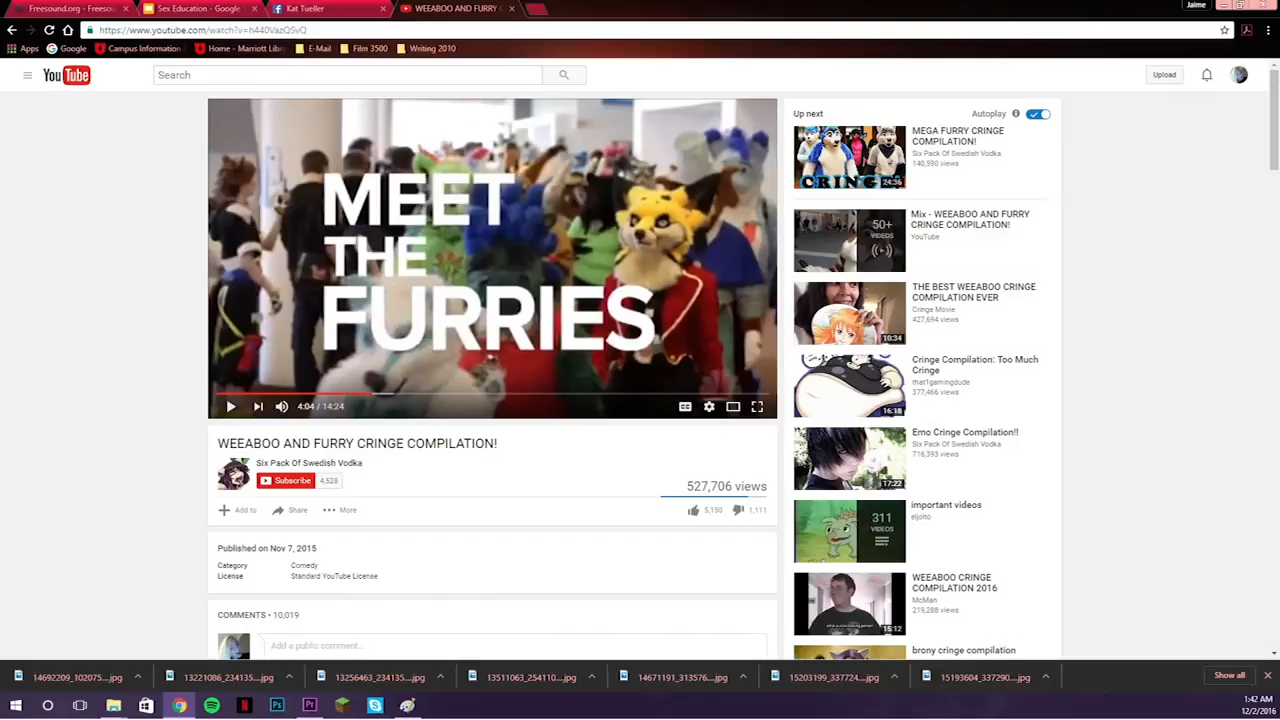 Freesound.org - Freesou
Sex Education - Google
Kat Tueller
WEEABOO AND FURRY C
Jaime
https://www.youtube.com/watch?v=h440VazQSvQ
Apps
Google
Campus Information
Home - Marriott Libr
E-Mail
Film 3500
Writing 2010
YouTube
Search
Upload
MEET
THE
FURRIES
4:04 / 14:24
CC
WEEABOO AND FURRY CRINGE COMPILATION!
Six Pack Of Swedish Vodka
Subscribe 4,528
527,706 views
Add to
Share
More
5,150
1,111
Published on Nov 7, 2015
Category Comedy
License Standard YouTube License
COMMENTS • 10,019
Add a public comment...
Up next
Autoplay
CRINGE
24:36
MEGA FURRY CRINGE
COMPILATION!
Six Pack Of Swedish Vodka
140,590 views
50+
VIDEOS
Mix - WEEABOO AND FURRY
CRINGE COMPILATION!
YouTube
10:34
THE BEST WEEABOO CRINGE
COMPILATION EVER
Cringe Movie
427,694 views
16:18
Cringe Compilation: Too Much
Cringe
that1gamingdude
377,466 views
17:22
Emo Cringe Compilation!!
Six Pack Of Swedish Vodka
716,393 views
311
VIDEOS
important videos
eljolto
15:12
WEEABOO CRINGE
COMPILATION 2016
McMan
219,288 views
brony cringe compilation
14692209_102075....jpg
13221086_234135....jpg
13256463_234135....jpg
13511063_254110....jpg
14671191_313576....jpg
15203199_337724....jpg
15193604_337290....jpg
Show all
Ps
Pr
1:42 AM
12/2/2016